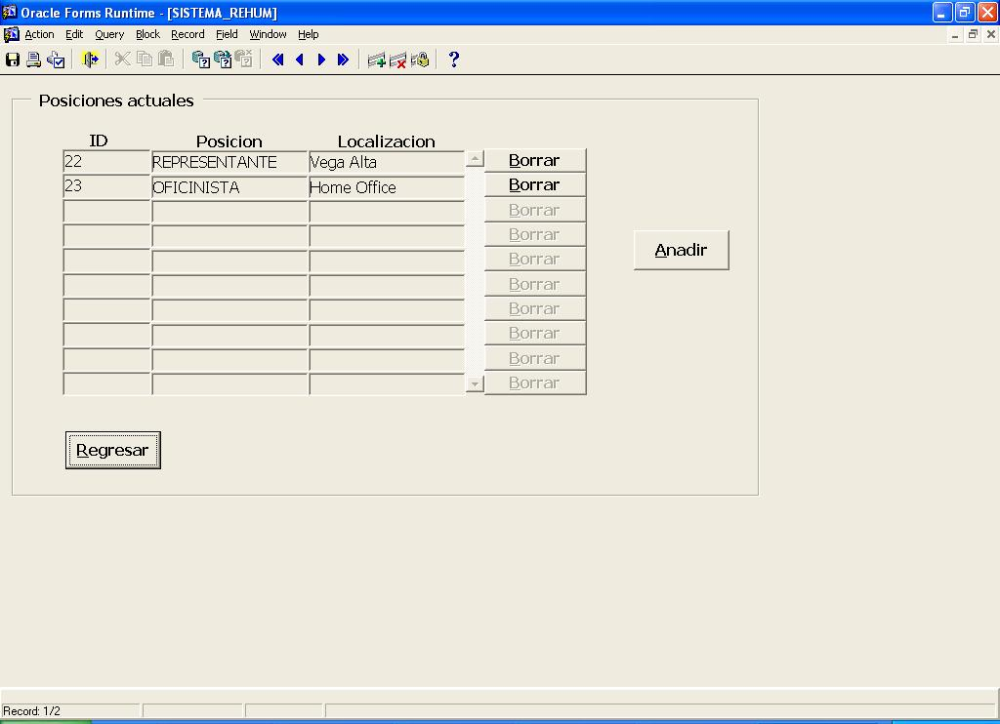 Oracle Forms Runtime - [SISTEMA_REHUM]
Action Edit Query Block Record Field Window Help
Posiciones actuales
ID Posicion Localizacion
22 REPRESENTANTE Vega Alta Borrar
23 OFICINISTA Home Office Borrar
Borrar
Borrar
Borrar
Borrar
Borrar
Borrar
Borrar
Borrar
Anadir
Regresar
Record: 1/2